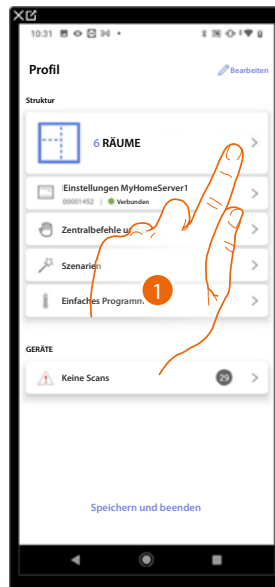 10:31
Profil
Bearbeiten
Struktur
6 RÄUME
Einstellungen MyHomeServer1
00001452 | Verbunden
Zentralbefehle
Szenarien
Einfaches Programm
1
GERÄTE
Keine Scans
29
Speichern und beenden